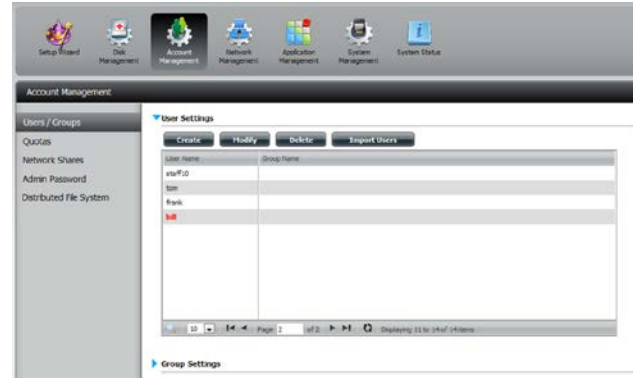 Setup Wizard
Disk Management
Account Management
Network Management
Application Management
System Management
System Status
Account Management
Users / Groups
Quotas
Network Shares
Admin Password
Distributed File System
User Settings
Create Modify Delete Import Users
User Name Group Name
staff10
tom
frank
bill
10 Page 2 of 2 Displaying 11 to 14 of 14 items
Group Settings